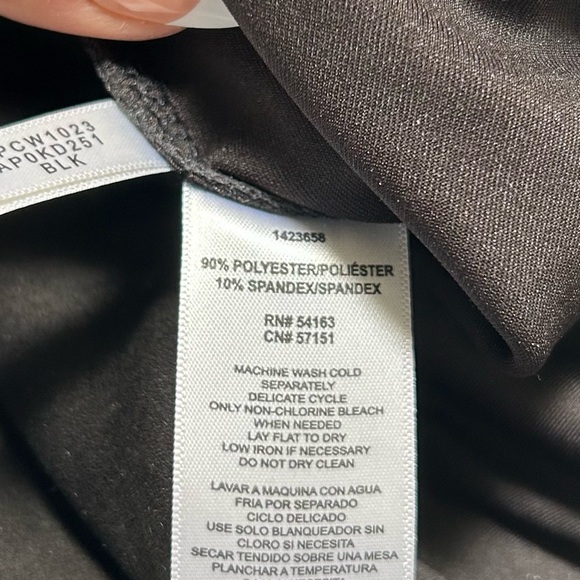 PCW1023
AP0KD251
BLK
1423658
90% POLYESTER/POLIÉSTER
10% SPANDEX/SPANDEX
RN# 54163
CN# 57151
MACHINE WASH COLD
SEPARATELY
DELICATE CYCLE
ONLY NON-CHLORINE BLEACH
WHEN NEEDED
LAY FLAT TO DRY
LOW IRON IF NECESSARY
DO NOT DRY CLEAN
LAVAR A MAQUINA CON AGUA
FRIA POR SEPARADO
CICLO DELICADO
USE SOLO BLANQUEADOR SIN
CLORO SI NECESITA
SECAR TENDIDO SOBRE UNA MESA
PLANCHAR A TEMPERATURA